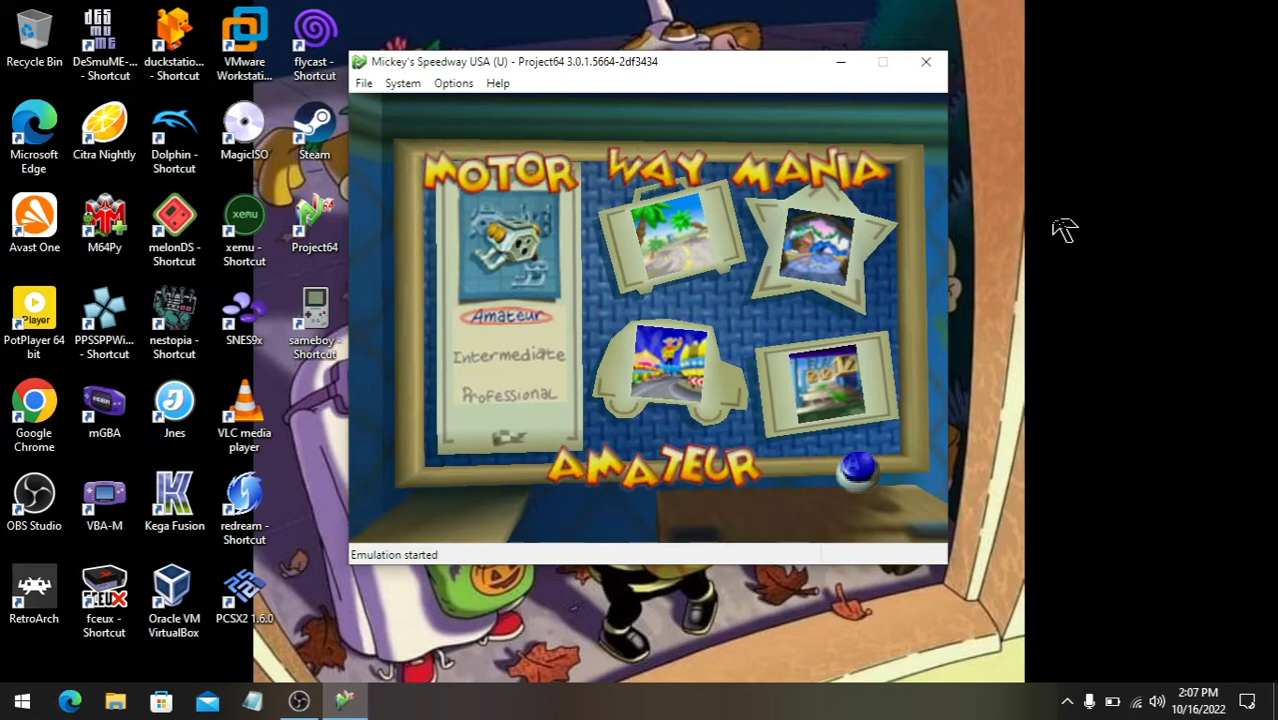 Recycle Bin
DeSmuME-...
- Shortcut
duckstation...
- Shortcut
VMware
Workstati...
flycast -
Shortcut
Microsoft
Edge
Citra Nightly
Dolphin -
Shortcut
MagicISO
Steam
Avast One
M64Py
melonDS -
Shortcut
xemu
xemu -
Shortcut
Project64
Player
PotPlayer 64
bit
PPSSPPWi...
- Shortcut
nestopia -
Shortcut
SNES9x
sameboy -
Shortcut
Google
Chrome
mGBA
Jnes
VLC media
player
OBS Studio
VBA-M
Kega Fusion
redream -
Shortcut
RetroArch
FCEUX
fceux -
Shortcut
Oracle VM
VirtualBox
PCSX2 1.6.0
Mickey's Speedway USA (U) - Project64 3.0.1.5664-2df3434
File System Options Help
MOTOR WAY MANIA
Amateur
Intermediate
Professional
AMATEUR
Emulation started
2:07 PM
10/16/2022